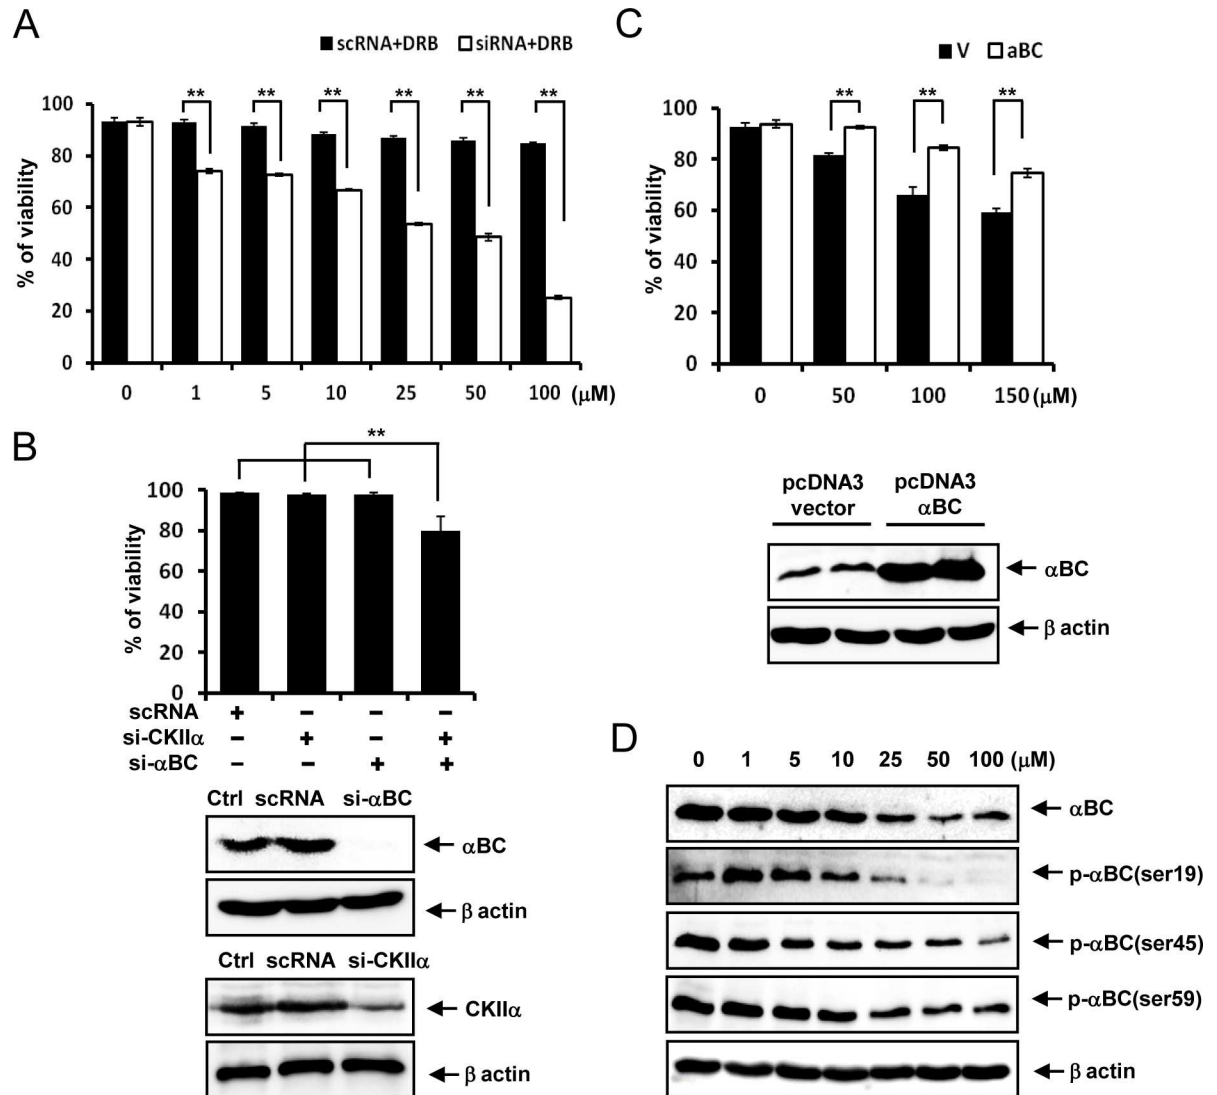 A
■ scRNA+DRB □ siRNA+DRB
** ** ** ** ** **
100
80
60
40
20
0
% of viability
0 1 5 10 25 50 100 (μM)
B
**
100
80
60
40
20
0
% of viability
scRNA + – – –
si-CKIIα – + – +
si-αBC – – + +
Ctrl scRNA si-αBC
αBC
β actin
Ctrl scRNA si-CKIIα
CKIIα
β actin
C
■ V □ aBC
** ** **
100
80
60
40
20
0
% of viability
0 50 100 150 (μM)
pcDNA3 pcDNA3
vector αBC
αBC
β actin
D
0 1 5 10 25 50 100 (μM)
αBC
p-αBC(ser19)
p-αBC(ser45)
p-αBC(ser59)
β actin